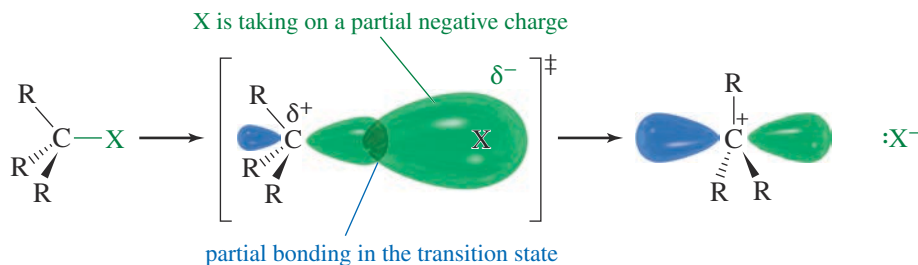 X is taking on a partial negative charge
R
R
R
C
X
R
R
R
C
δ+
X
δ−
‡
R
C
+
R
R
:X−
partial bonding in the transition state